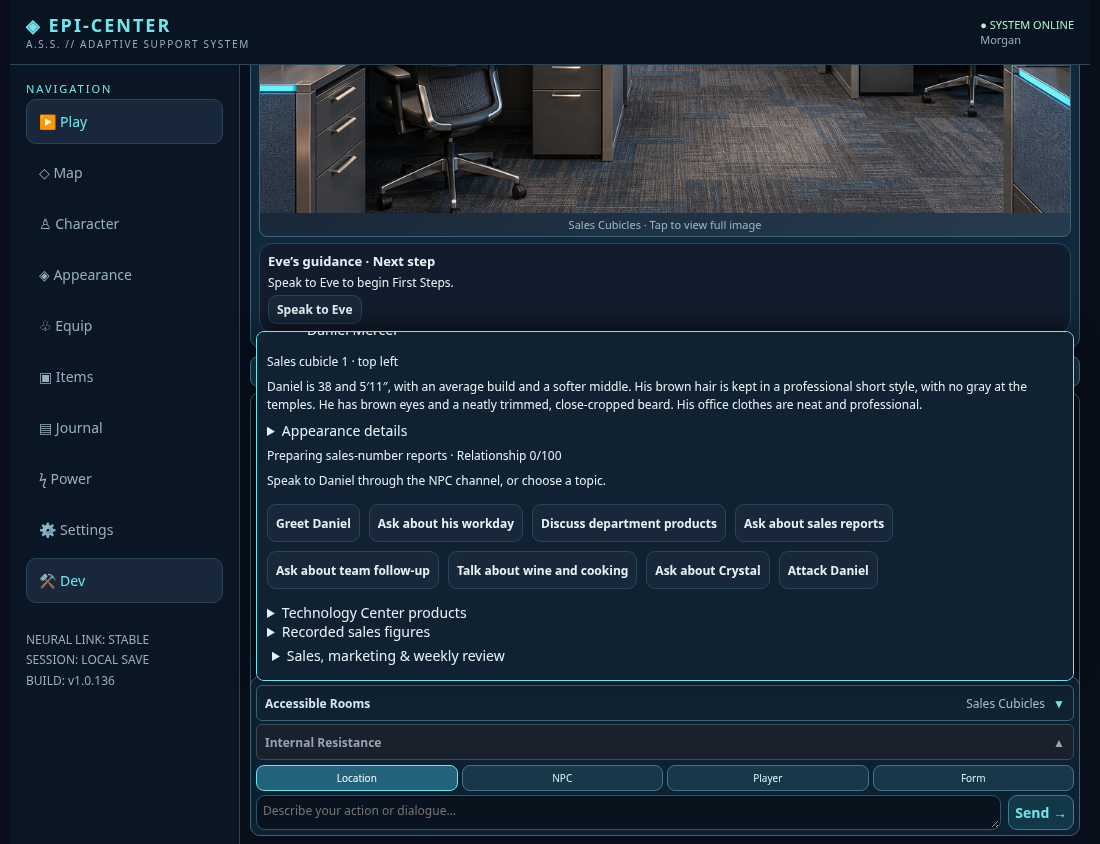 ◈ EPI-CENTER
A.S.S. // ADAPTIVE SUPPORT SYSTEM
● SYSTEM ONLINE
Morgan
NAVIGATION
Play
Map
Character
Appearance
Equip
Items
Journal
Power
Settings
Dev
NEURAL LINK: STABLE
SESSION: LOCAL SAVE
BUILD: v1.0.136
Sales Cubicles · Tap to view full image
Eve's guidance · Next step
Speak to Eve to begin First Steps.
Speak to Eve
Daniel Mercer
Sales cubicle 1 · top left
Daniel is 38 and 5′11″, with an average build and a softer middle. His brown hair is kept in a professional short style, with no gray at the
temples. He has brown eyes and a neatly trimmed, close-cropped beard. His office clothes are neat and professional.
▶ Appearance details
Preparing sales-number reports · Relationship 0/100
Speak to Daniel through the NPC channel, or choose a topic.
Greet Daniel Ask about his workday Discuss department products Ask about sales reports
Ask about team follow-up Talk about wine and cooking Ask about Crystal Attack Daniel
▶ Technology Center products
▶ Recorded sales figures
▶ Sales, marketing & weekly review
Accessible Rooms Sales Cubicles ▼
Internal Resistance ▲
Location NPC Player Form
Describe your action or dialogue... Send →